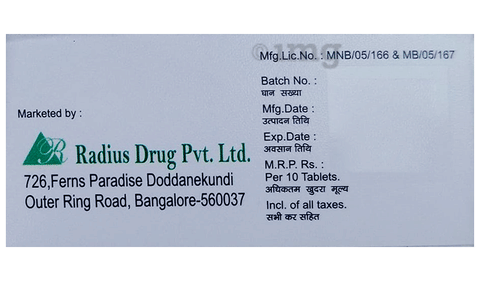 Marketed by :
R Radius Drug Pvt. Ltd.
726,Ferns Paradise Doddanekundi
Outer Ring Road, Bangalore-560037
1mg
Mfg.Lic.No. : MNB/05/166 & MB/05/167
Batch No. :
घान संख्या
Mfg.Date :
उत्पादन तिथि
Exp.Date :
अवसान तिथि
M.R.P. Rs. :
Per 10 Tablets.
अधिकतम खुदरा मूल्य
Incl. of all taxes.
सभी कर सहित